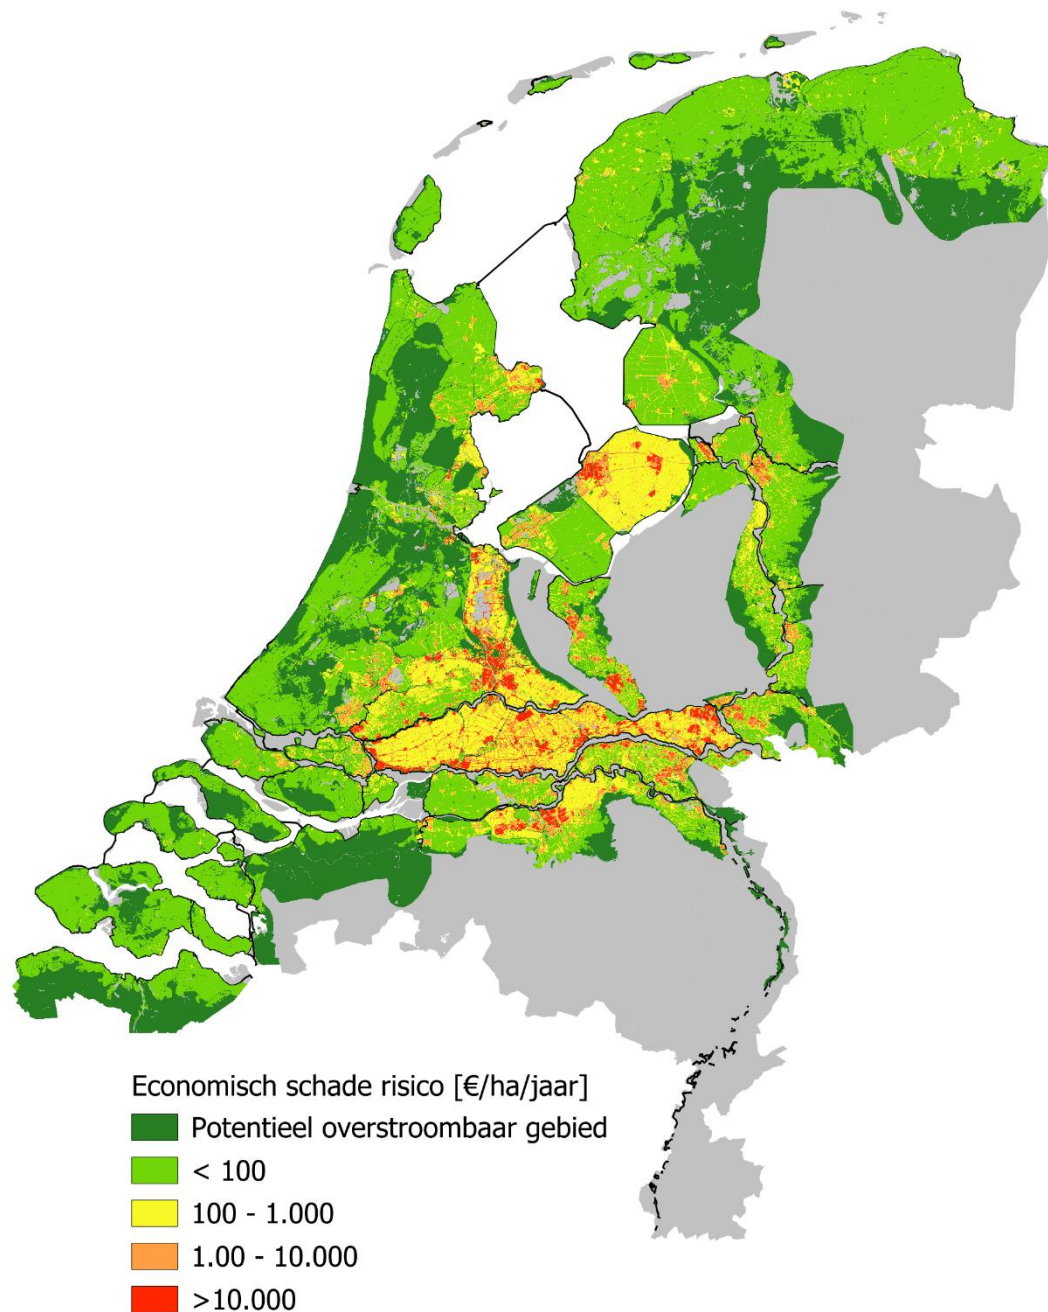 Economisch schade risico [€/ha/jaar]
Potentieel overstroombaar gebied
< 100
100 - 1.000
1.00 - 10.000
>10.000